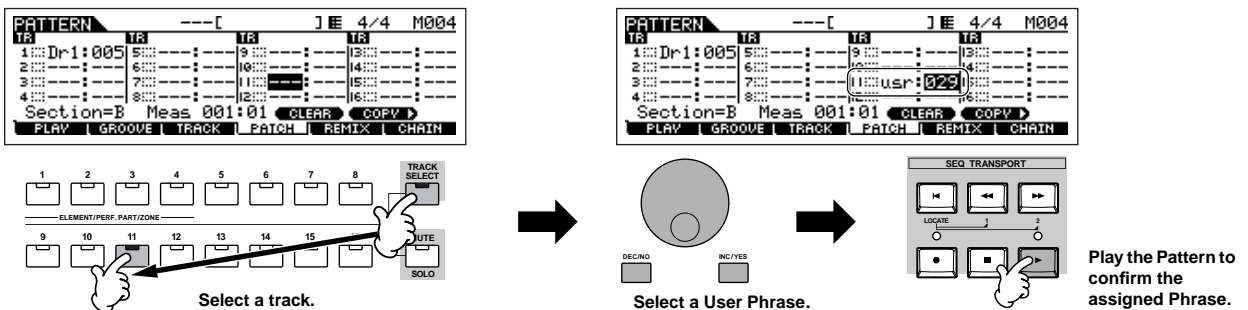 PATTERN ---[ ] 4/4 M004
TR TR TR TR
1 Dr1:005 5 ---:--- 9 ---:--- 13 ---:---
2 ---:--- 6 ---:--- 10 ---:--- 14 ---:---
3 ---:--- 7 ---:--- 11 --- :--- 15 ---:---
4 ---:--- 8 ---:--- 12 ---:--- 16 ---:---
Section=B Meas 001:01 CLEAR COPY
PLAY GROOVE TRACK PATCH REMIX CHAIN
1 2 3 4 5 6 7 8
TRACK
SELECT
ELEMENT/PERF. PART/ZONE
9 10 11 12 13 14 15
SOLO
Select a track.
PATTERN ---[ ] 4/4 M004
TR TR TR TR
1 Dr1:005 5 ---:--- 9 ---:--- 13 ---:---
2 ---:--- 6 ---:--- 10 ---:--- 14 ---:---
3 ---:--- 7 ---:--- 11 usr:029 15 ---:---
4 ---:--- 8 ---:--- 12 ---:--- 16 ---:---
Section=B Meas 001:01 CLEAR COPY
PLAY GROOVE TRACK PATCH REMIX CHAIN
DEC/NO INC/YES
Select a User Phrase.
SEQ TRANSPORT
LOCATE 1 2
Play the Pattern to
confirm the
assigned Phrase.